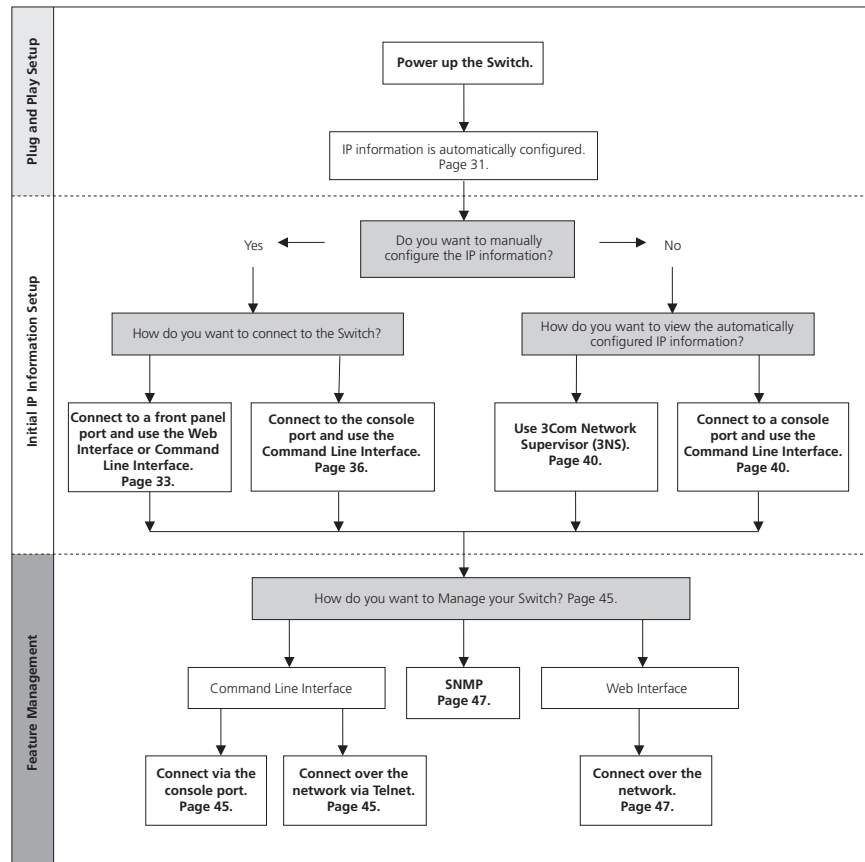 Plug and Play Setup
Power up the Switch.
IP information is automatically configured.
Page 31.
Initial IP Information Setup
Do you want to manually
configure the IP information?
Yes
No
How do you want to connect to the Switch?
How do you want to view the automatically
configured IP information?
Connect to a front panel
port and use the Web
Interface or Command
Line Interface.
Page 33.
Connect to the console
port and use the
Command Line Interface.
Page 36.
Use 3Com Network
Supervisor (3NS).
Page 40.
Connect to a console
port and use the
Command Line Interface.
Page 40.
Feature Management
How do you want to Manage your Switch? Page 45.
Command Line Interface
SNMP
Page 47.
Web Interface
Connect via the
console port.
Page 45.
Connect over the
network via Telnet.
Page 45.
Connect over the
network.
Page 47.